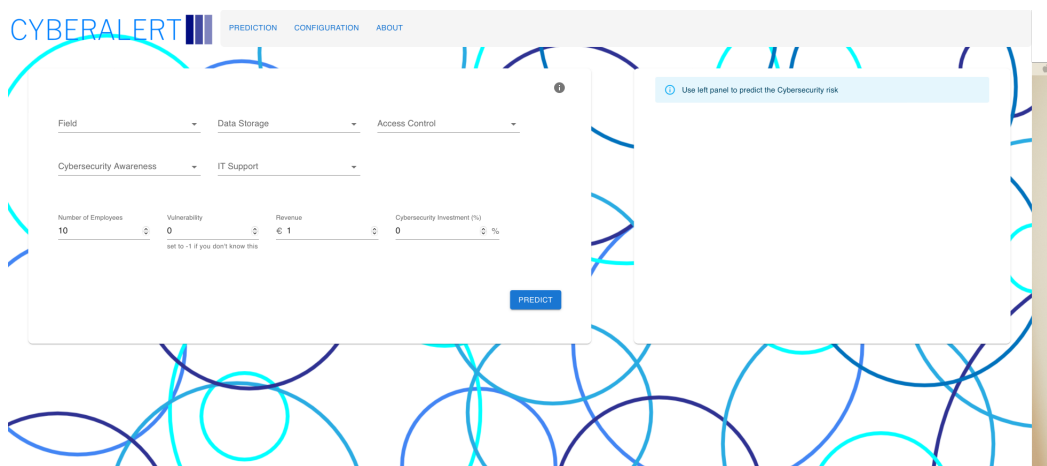 CYBERALERT
PREDICTION CONFIGURATION ABOUT
Use left panel to predict the Cybersecurity risk
Field Data Storage Access Control
Cybersecurity Awareness IT Support
Number of Employees Vulnerability Revenue Cybersecurity Investment (%)
10 0 € 1 0 %
set to -1 if you don't know this
PREDICT